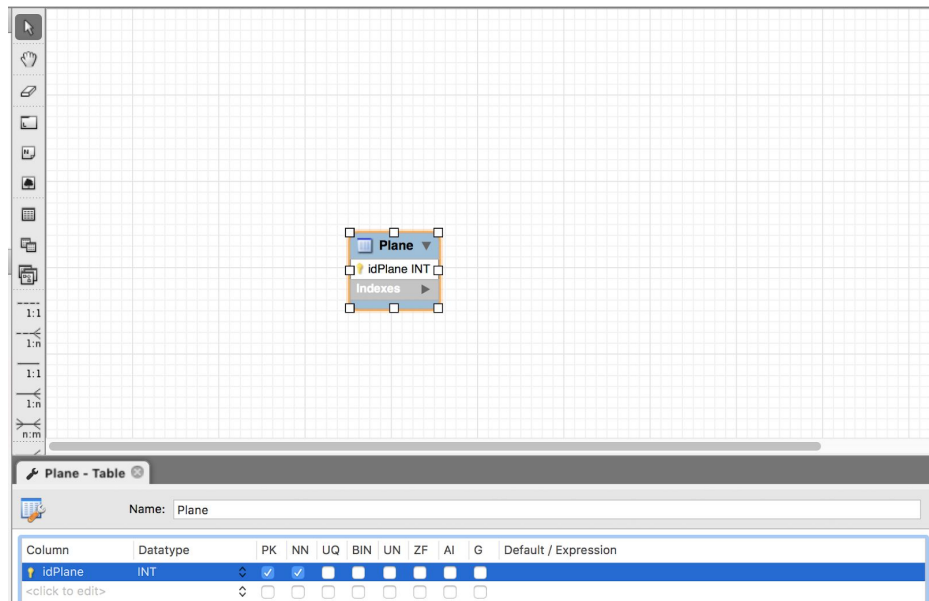 Plane
idPlane INT
Indexes
1:1
1:n
1:1
1:n
n:m
Plane - Table
Name: Plane
Column Datatype PK NN UQ BIN UN ZF AI G Default / Expression
idPlane INT
<click to edit>